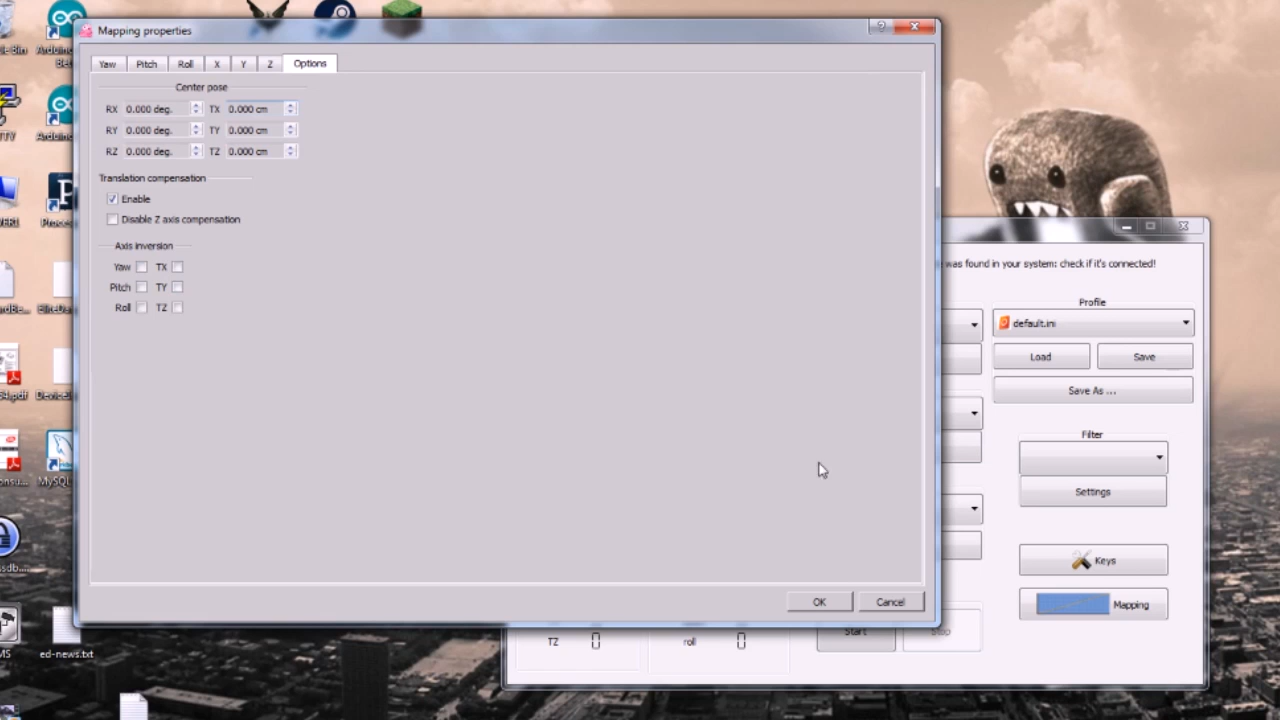 Mapping properties
Yaw Pitch Roll X Y Z Options
Center pose
RX 0.000 deg. TX 0.000 cm
RY 0.000 deg. TY 0.000 cm
RZ 0.000 deg. TZ 0.000 cm
Translation compensation
Enable
Disable Z axis compensation
Axis inversion
Yaw TX
Pitch TY
Roll TZ
OK Cancel
was found in your system: check if it's connected!
Profile
default.ini
Load Save
Save As ...
Filter
Settings
Keys
Mapping
TZ 0 roll 0 Start Stop
Bin
MySQL
ed-news.txt